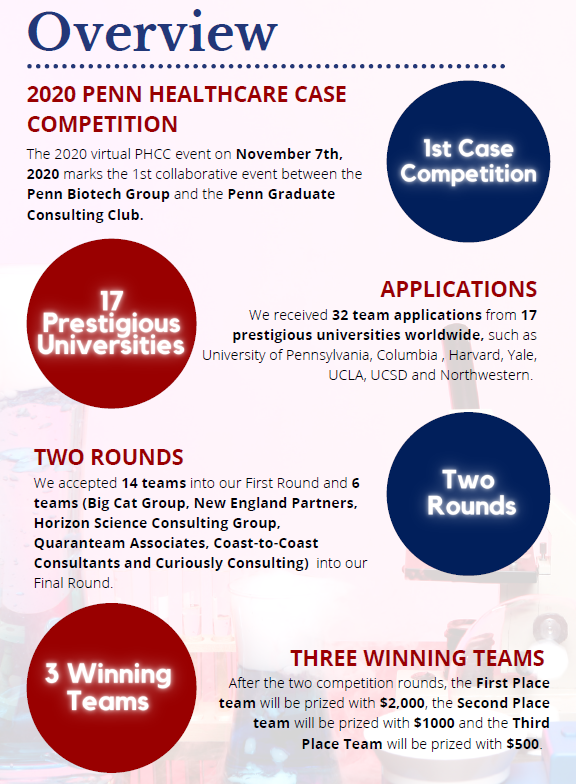 Overview
2020 PENN HEALTHCARE CASE
COMPETITION
The 2020 virtual PHCC event on November 7th,
2020 marks the 1st collaborative event between the
Penn Biotech Group and the Penn Graduate
Consulting Club.
1st Case
Competition
17
Prestigious
Universities
APPLICATIONS
We received 32 team applications from 17
prestigious universities worldwide, such as
University of Pennsylvania, Columbia , Harvard, Yale,
UCLA, UCSD and Northwestern.
TWO ROUNDS
We accepted 14 teams into our First Round and 6
teams (Big Cat Group, New England Partners,
Horizon Science Consulting Group,
Quaranteam Associates, Coast-to-Coast
Consultants and Curiously Consulting) into our
Final Round.
Two
Rounds
3 Winning
Teams
THREE WINNING TEAMS
After the two competition rounds, the First Place
team will be prized with $2,000, the Second Place
team will be prized with $1000 and the Third
Place Team will be prized with $500.